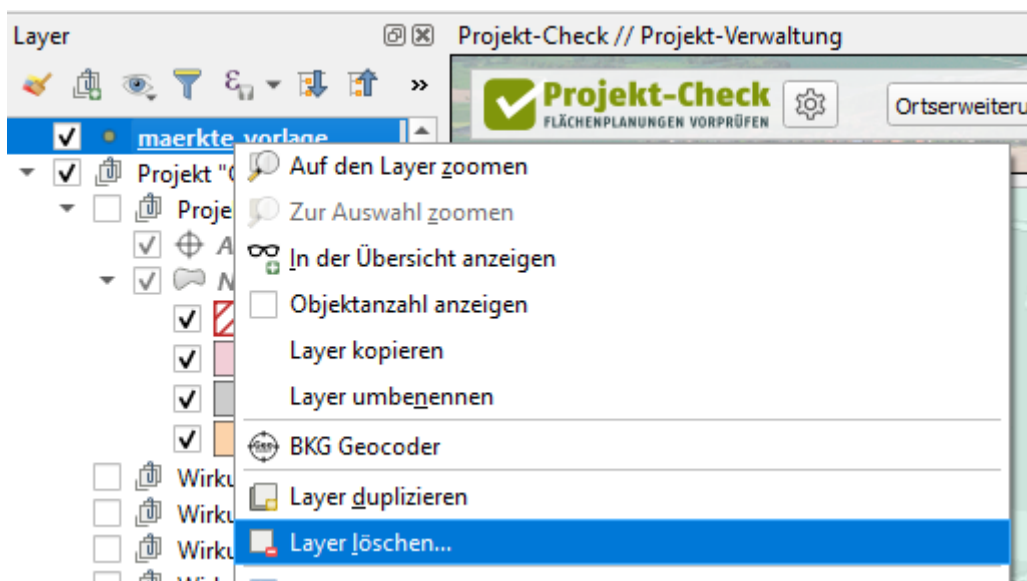 Layer
Projekt-Check // Projekt-Verwaltung
Projekt-Check
FLÄCHENPLANUNGEN VORPRÜFEN
Ortserweiteru
maerkte_vorlage
Projekt "
Proje
A
N
Auf den Layer zoomen
Zur Auswahl zoomen
In der Übersicht anzeigen
Objektanzahl anzeigen
Layer kopieren
Layer umbenennen
BKG Geocoder
Layer duplizieren
Layer löschen...
Wirku
Wirku
Wirku